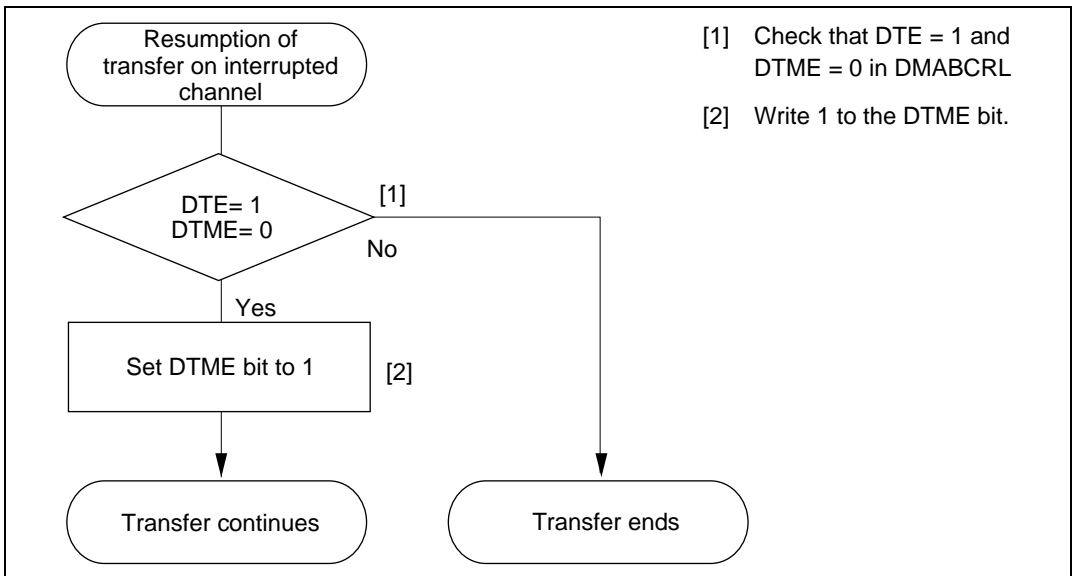 Resumption of
transfer on interrupted
channel
DTE= 1
DTME= 0
[1]
No
Yes
Set DTME bit to 1
[2]
Transfer continues
Transfer ends
[1] Check that DTE = 1 and
DTME = 0 in DMABCRL
[2] Write 1 to the DTME bit.